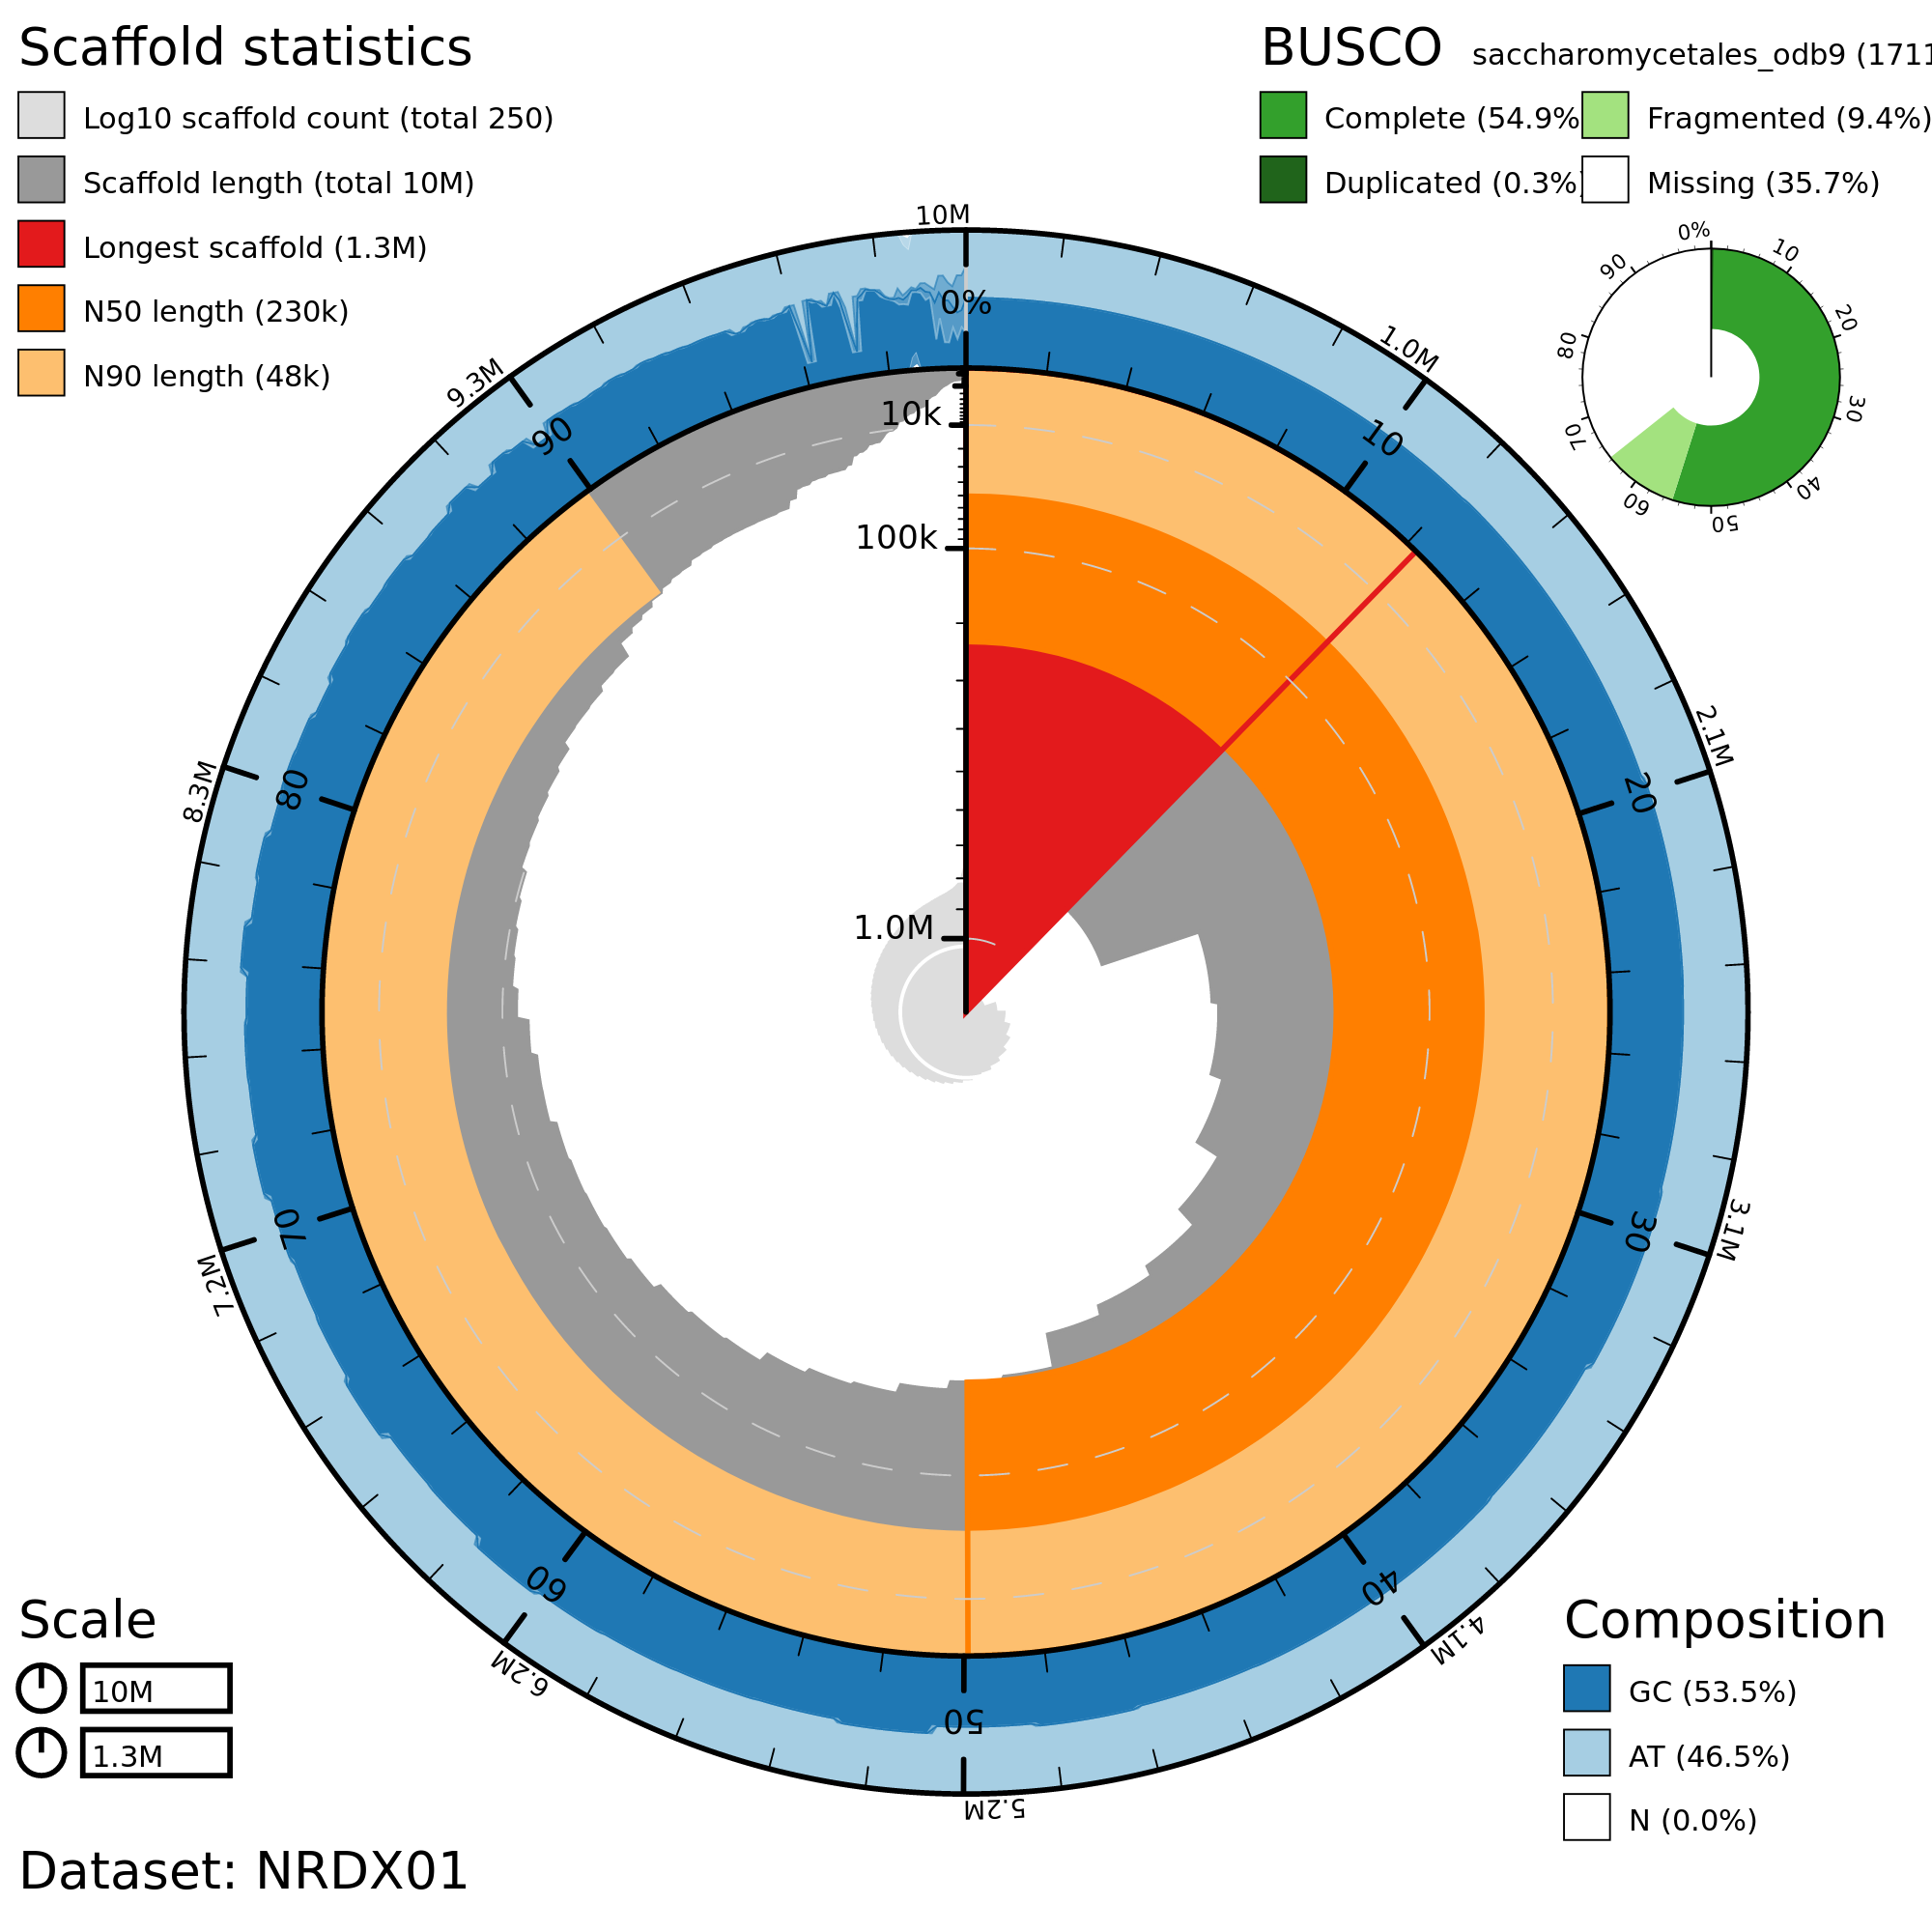 Scaffold statistics
Log10 scaffold count (total 250)
Scaffold length (total 10M)
Longest scaffold (1.3M)
N50 length (230k)
N90 length (48k)
BUSCO saccharomycetales_odb9 (1711
Complete (54.9%
Fragmented (9.4%)
Duplicated (0.3%
Missing (35.7%)
0%
10
20
30
40
50
60
70
80
90
10M
1.0M
2.1M
3.1M
4.1M
5.2M
6.2M
7.2M
8.3M
9.3M
0%
10
20
30
40
50
60
70
80
90
10k
100k
1.0M
Scale
10M
1.3M
Composition
GC (53.5%)
AT (46.5%)
N (0.0%)
Dataset: NRDX01